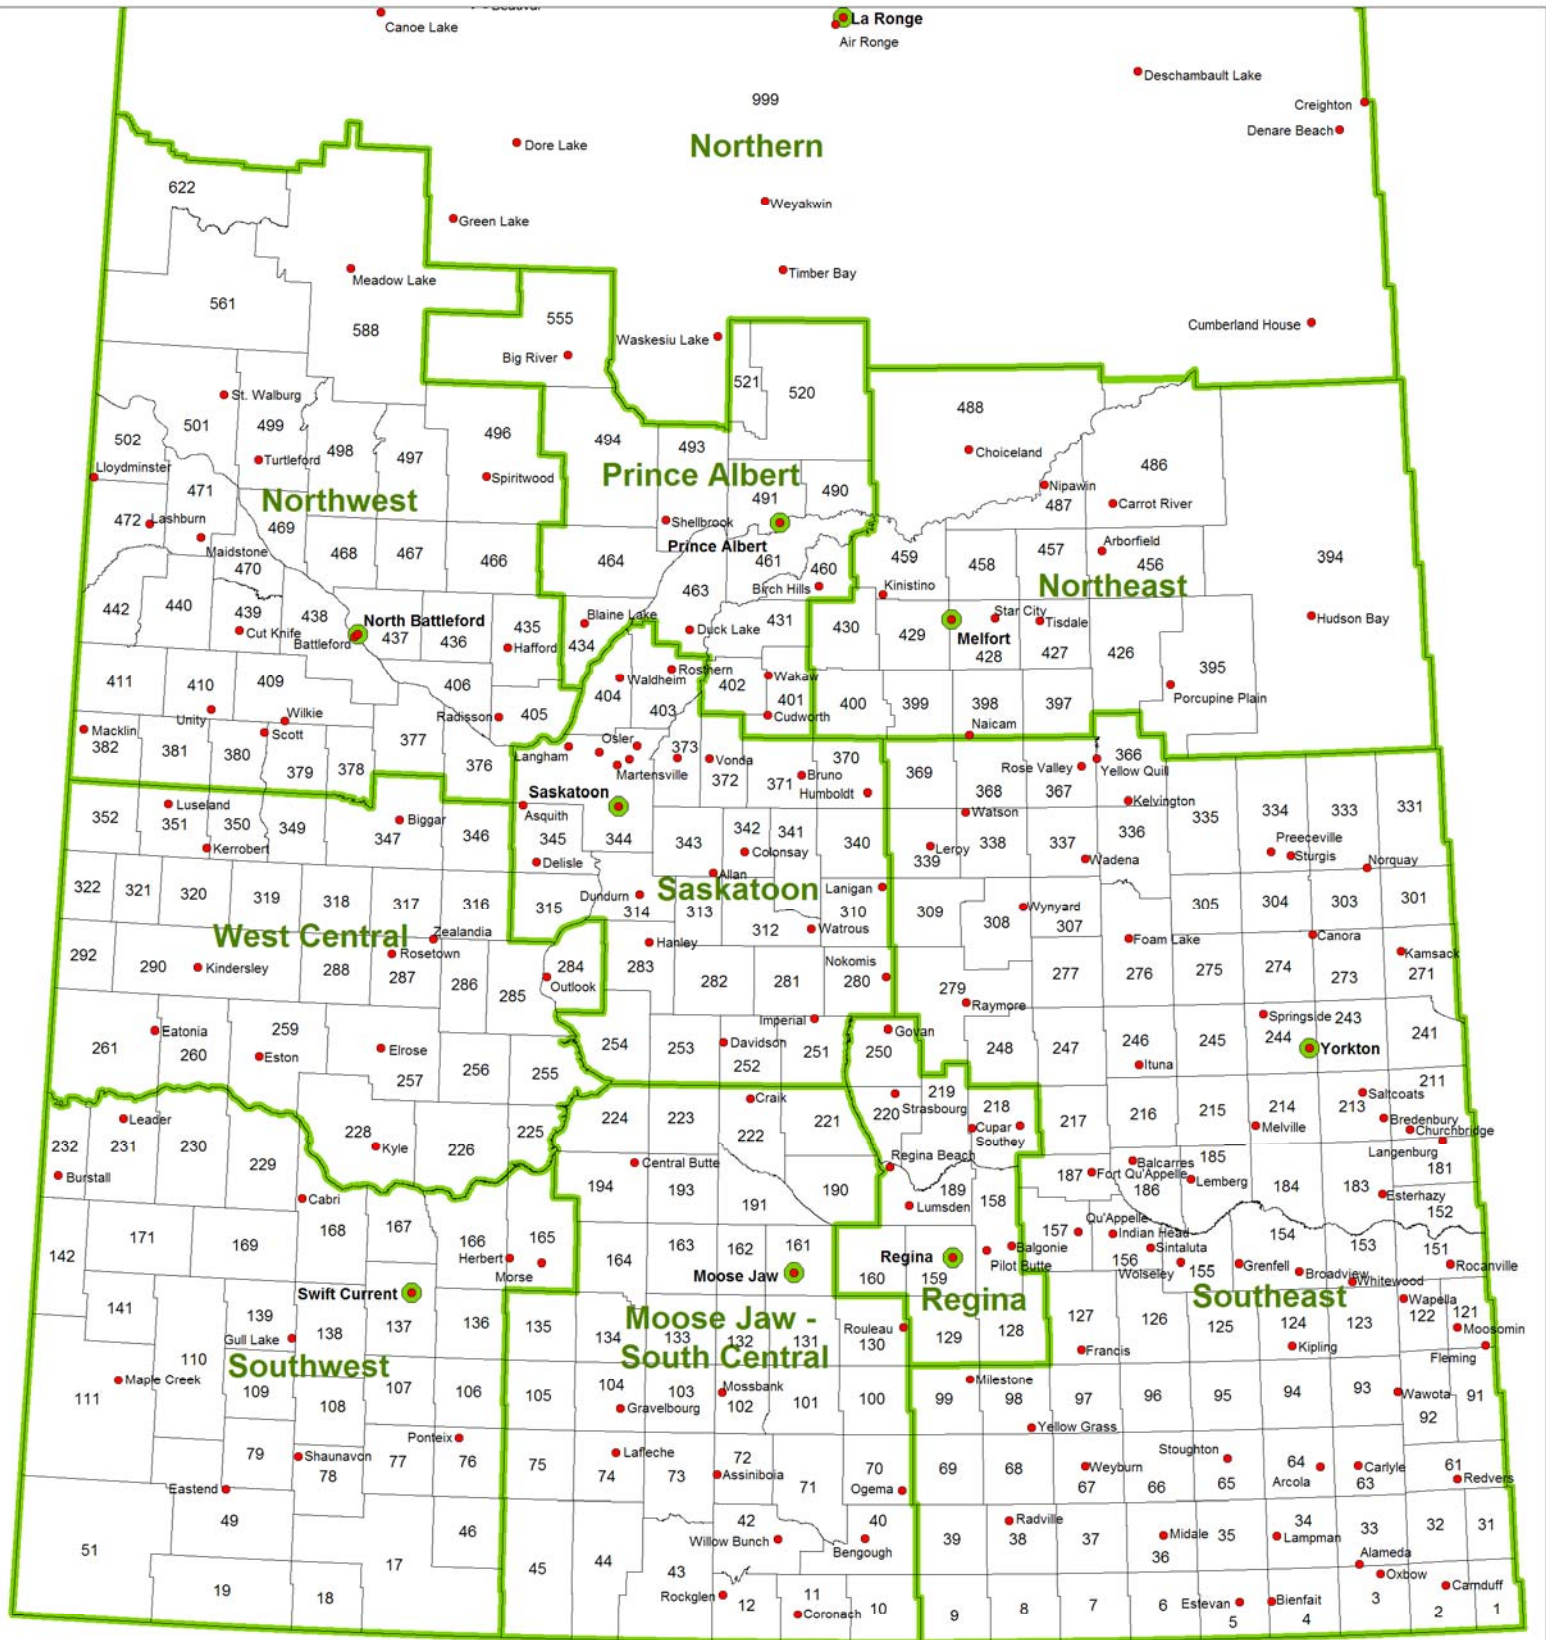 Canoe Lake
La Ronge
Air Ronge
Deschambault Lake
999
Creighton
Denare Beach
Northern
Dore Lake
622
Weyakwin
Green Lake
Timber Bay
Meadow Lake
561
588
555
Waskesiu Lake
Cumberland House
Big River
521
520
St. Walburg
488
501
499
502
496
494
493
498
497
Choiceland
Lloydminster
Turtleford
Spiritwood
Prince Albert
486
471
Northwest
491
490
Nipawin
487
Carrot River
472
Lashburn
469
Shellbrook
Maidstone
468
467
466
464
Prince Albert
461
460
459
458
457
Arborfield
456
394
470
463
Birch Hills
Kinistino
Northeast
442
440
439
438
North Battleford
435
Blaine Lake
Duck Lake
431
430
429
Star City
Tisdale
Hudson Bay
Cut Knife
Battleford
437
436
Hafford
434
Melfort
428
427
426
395
411
410
409
406
404
Waldheim
Rosthern
402
Wakaw
401
400
399
398
397
Porcupine Plain
Unity
Wilkie
Radisson
405
403
Cudworth
Naicam
Macklin
382
381
380
Scott
379
378
377
376
Langham
Osler
373
Vonda
372
Martensville
371
Bruno
370
Humboldt
369
368
Rose Valley
367
366
Yellow Quill
Saskatoon
Asquith
Watson
Kelvington
352
Luseland
351
350
349
Biggar
347
346
345
344
343
342
341
340
338
337
336
335
334
333
331
Kerrobert
Delisle
Colonsay
Leroy
339
Wadena
Preeceville
Sturgis
Norquay
322
321
320
319
318
317
316
315
Dundurn
314
Allan
Saskatoon
313
312
Lanigan
310
309
308
Wynyard
307
305
304
303
301
West Central
Zealandia
Hanley
Watrous
Foam Lake
Canora
Kamsack
292
290
Kindersley
288
Rosetown
287
286
285
284
Outlook
283
282
281
Nokomis
280
279
277
276
275
274
273
271
Raymore
261
Eatonia
260
259
Eston
Elrose
257
256
255
254
253
Davidson
252
Imperial
251
250
Govan
248
247
246
Ituna
245
Springside
244
243
Yorkton
241
232
Leader
231
230
229
228
Kyle
226
225
224
223
Craik
222
221
220
219
Strasbourg
218
Cupar
Southey
217
216
215
214
Melville
213
Saltcoats
211
Bredenbury
Churchbridge
Langenburg
Burstall
Cabri
Central Butte
194
193
191
190
Regina Beach
189
Lumsden
158
187
Fort Qu'Appelle
Balcarres
186
185
Lemberg
184
183
181
Esterhazy
152
142
171
169
168
167
166
Herbert
165
Morse
164
163
162
161
Moose Jaw
Regina
160
159
Balgonie
Pilot Butte
157
Qu'Appelle
Indian Head
156
Sintaluta
Wolseley
155
154
Grenfell
Broadview
153
Whitewood
151
Rocanville
Swift Current
Regina
Southeast
141
139
Gull Lake
138
137
136
135
134
Moose Jaw -
South Central
133
132
131
Rouleau
130
129
128
127
Francis
126
125
124
Kipling
123
122
Wapella
121
Moosomin
Fleming
Southwest
111
Maple Creek
110
109
108
107
106
105
104
Gravelbourg
103
Mossbank
102
101
100
99
Milestone
98
97
96
95
94
93
Wawota
92
91
Yellow Grass
79
Shaunavon
78
Ponteix
77
76
75
Lafleche
74
73
72
Assiniboia
71
70
Ogema
69
68
Weyburn
67
66
Stoughton
65
64
Arcola
Carlyle
63
61
Redvers
Eastend
51
49
46
17
45
44
43
42
Willow Bunch
40
Bengough
39
Radville
38
37
Midale
36
35
34
Lampman
33
Alameda
Oxbow
32
31
19
18
Rockglen
12
11
Coronach
10
9
8
7
6
Estevan
5
Bienfait
4
3
Carnduff
2
1